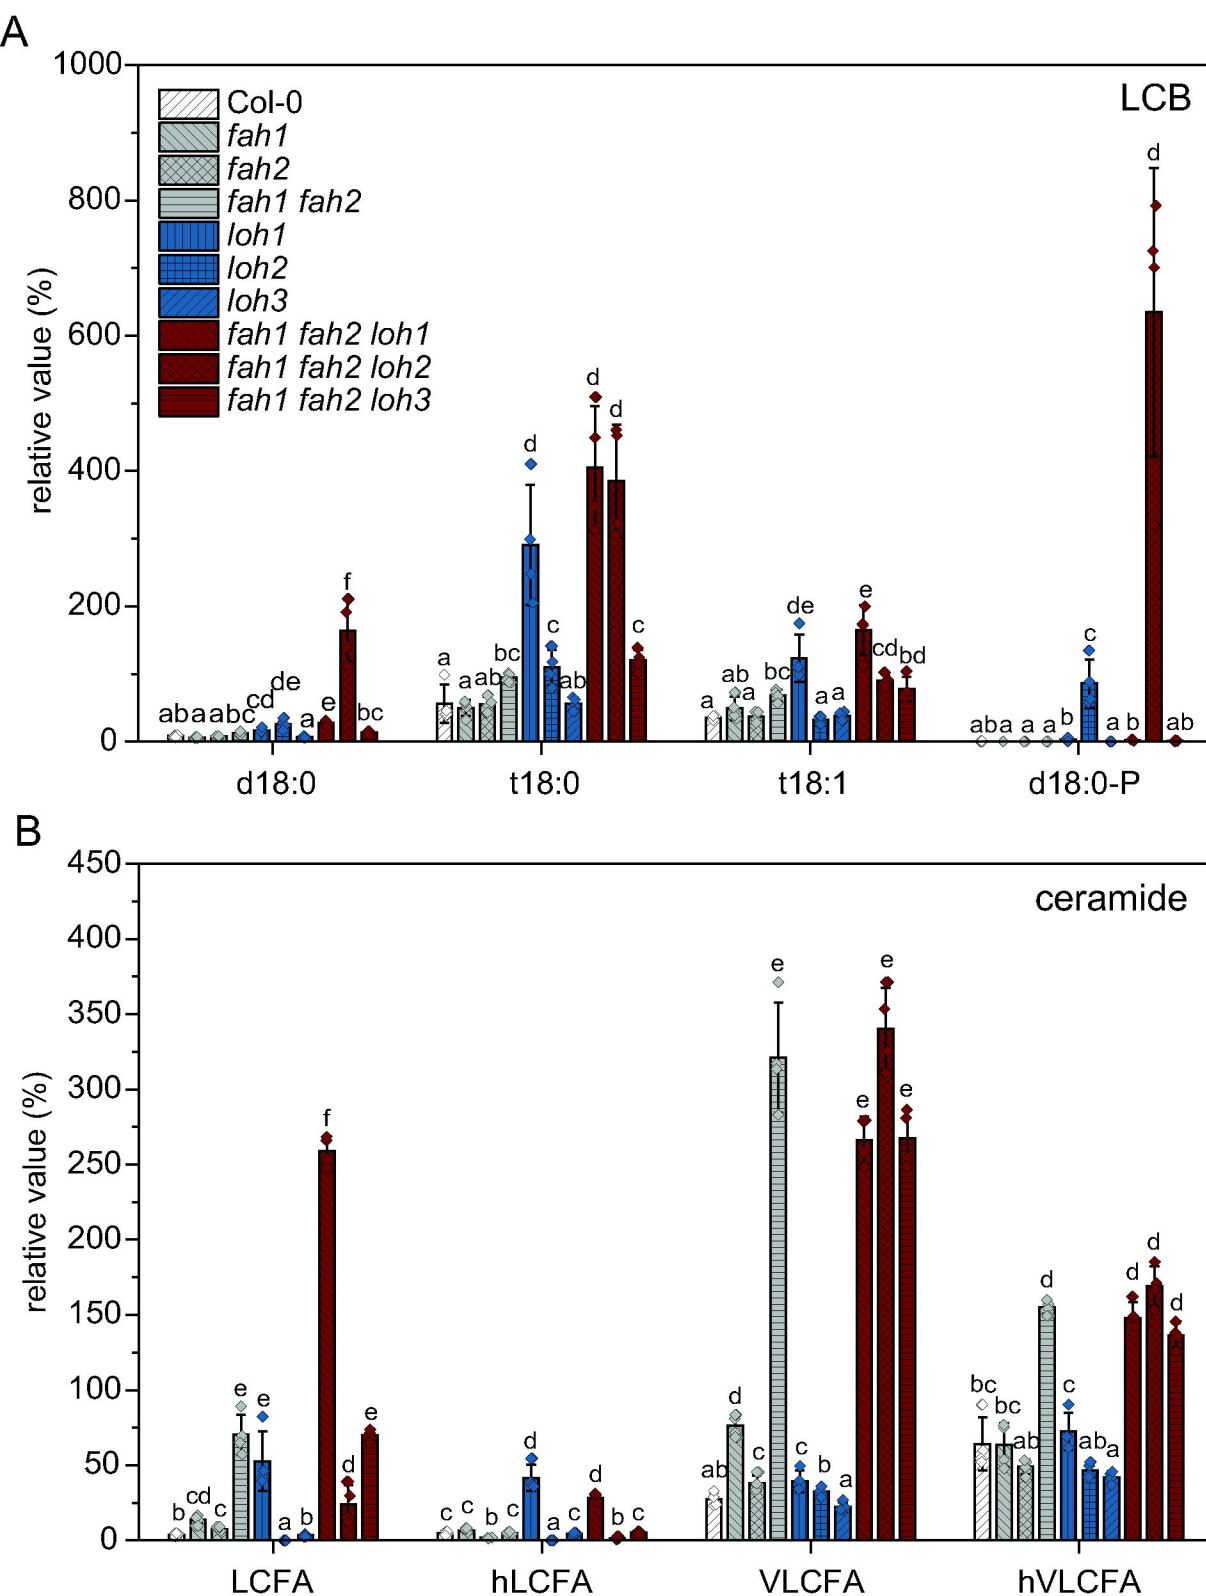 A
1000
800
600
400
200
0
relative value (%)
LCB
Col-0
fah1
fah2
fah1 fah2
loh1
loh2
loh3
fah1 fah2 loh1
fah1 fah2 loh2
fah1 fah2 loh3
ab a a abc cd de a e f bc
a a ab bc d c ab d d c
a ab a bc de a a e cd bd
ab a a a b c a b d ab
d18:0 t18:0 t18:1 d18:0-P
B
450
400
350
300
250
200
150
100
50
0
relative value (%)
ceramide
b cd c e e a b f d e
c c b c d a c d b c
ab d c e c b a e e e
bc bc ab d c ab a d d d
LCFA hLCFA VLCFA hVLCFA